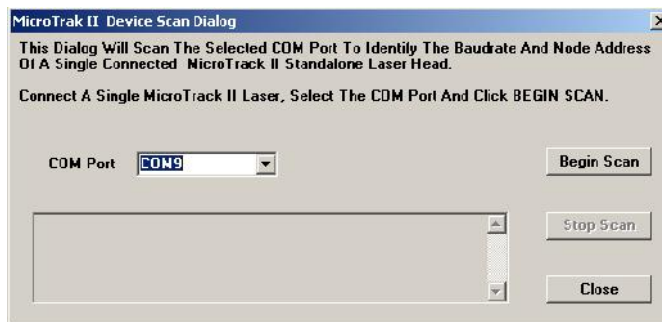 MicroTrak II Device Scan Dialog
This Dialog Will Scan The Selected COM Port To Identify The Baudrate And Node Address
Of A Single Connected NicroTrack II Standalone Laser Head.
Connect A Single MicroTrack II Laser, Select The COM Port And Click BEGIN SCAN.
COM Port COM9 Begin Scan
Stop Scan
Close